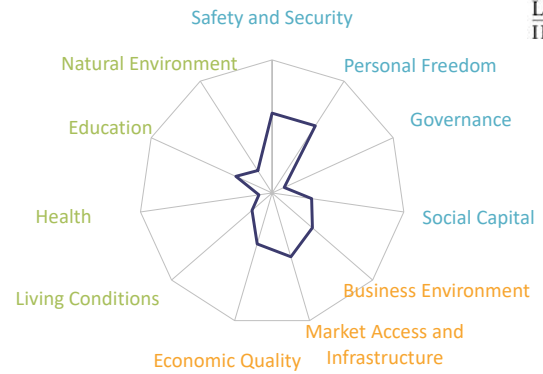 Safety and Security
Natural Environment
Personal Freedom
Education
Governance
Health
Social Capital
Living Conditions
Business Environment
Market Access and
Infrastructure
Economic Quality